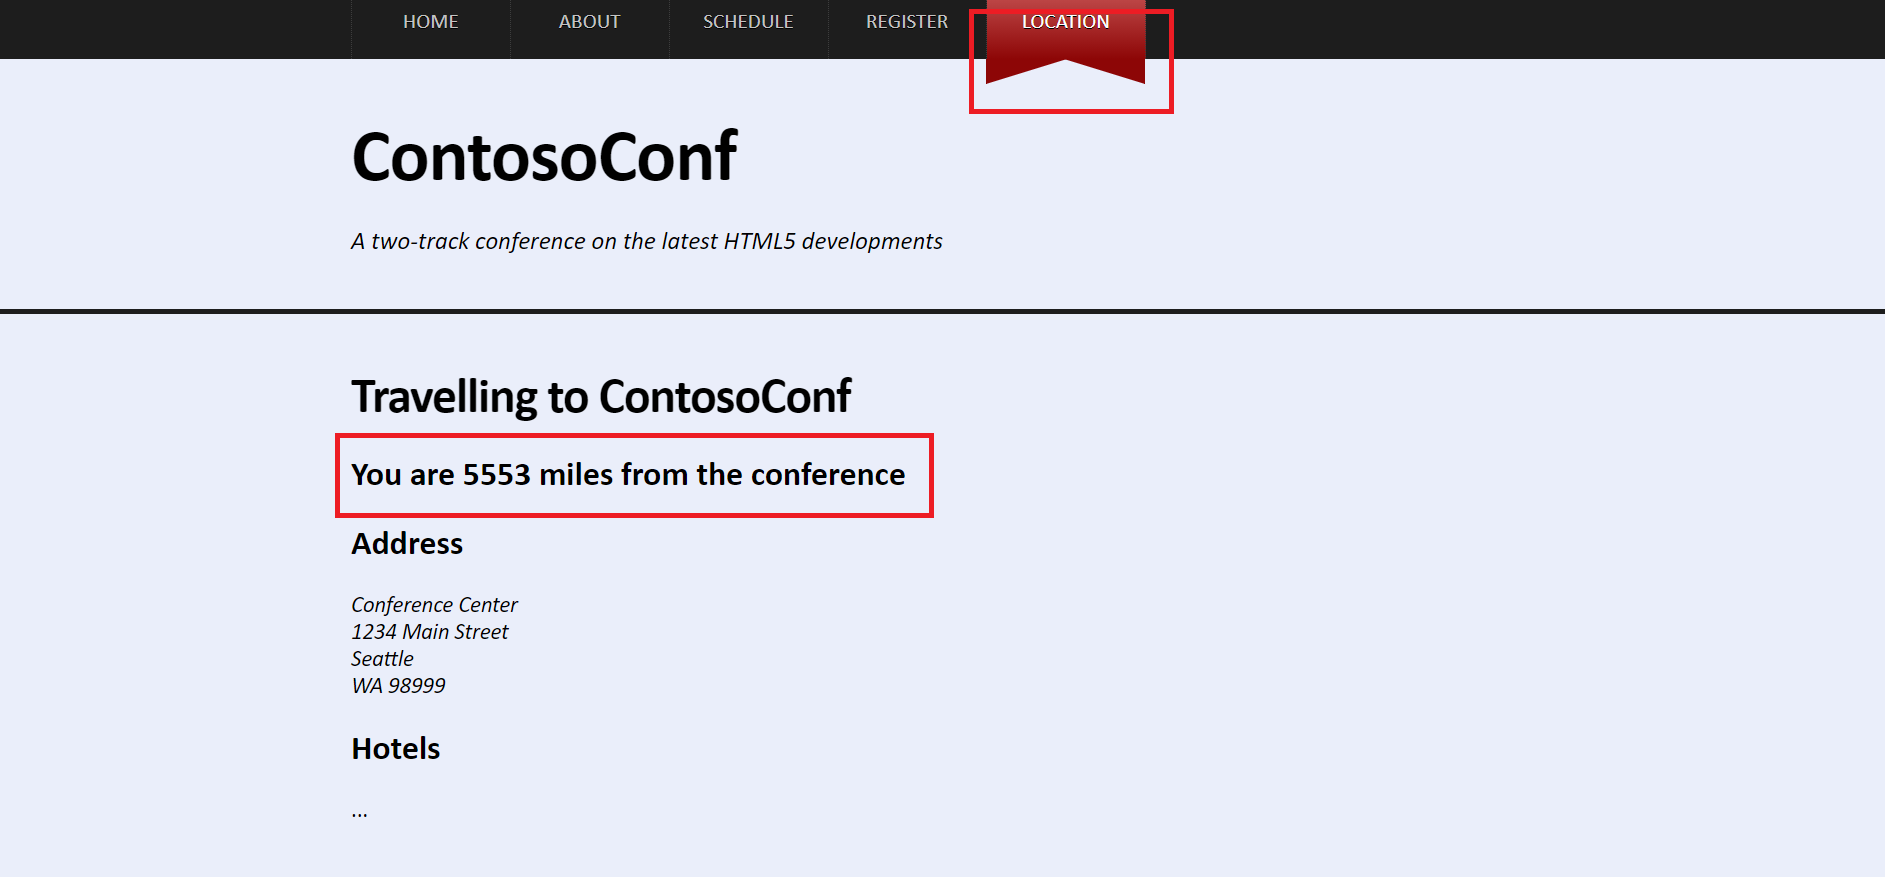 HOME ABOUT SCHEDULE REGISTER LOCATION
ContosoConf
A two-track conference on the latest HTML5 developments
Travelling to ContosoConf
You are 5553 miles from the conference
Address
Conference Center
1234 Main Street
Seattle
WA 98999
Hotels
...